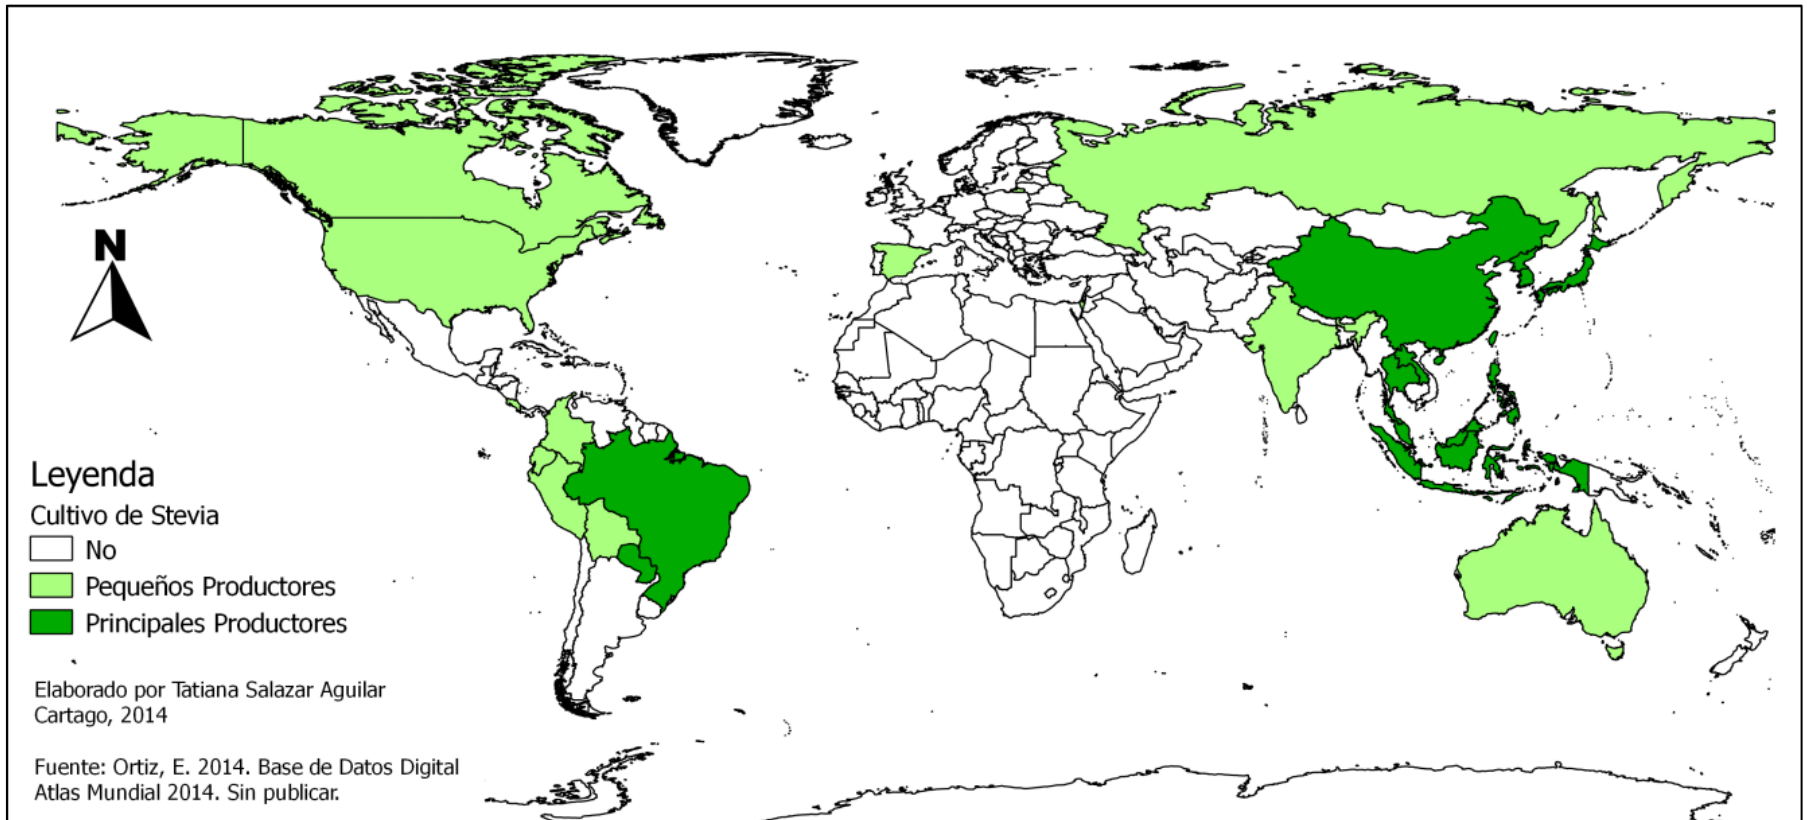 N
Leyenda
Cultivo de Stevia
No
Pequeños Productores
Principales Productores
Elaborado por Tatiana Salazar Aguilar
Cartago, 2014
Fuente: Ortiz, E. 2014. Base de Datos Digital
Atlas Mundial 2014. Sin publicar.